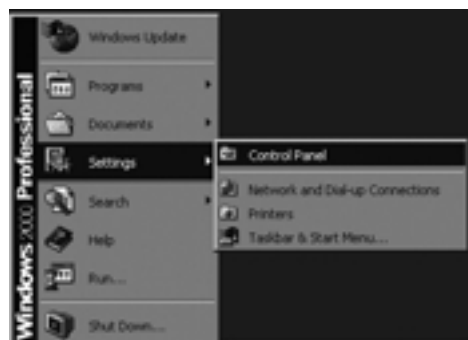 Windows 2000 Professional
Windows Update
Programs
Documents
Settings
Search
Help
Run...
Shut Down...
Control Panel
Network and Dial-up Connections
Printers
Taskbar & Start Menu...